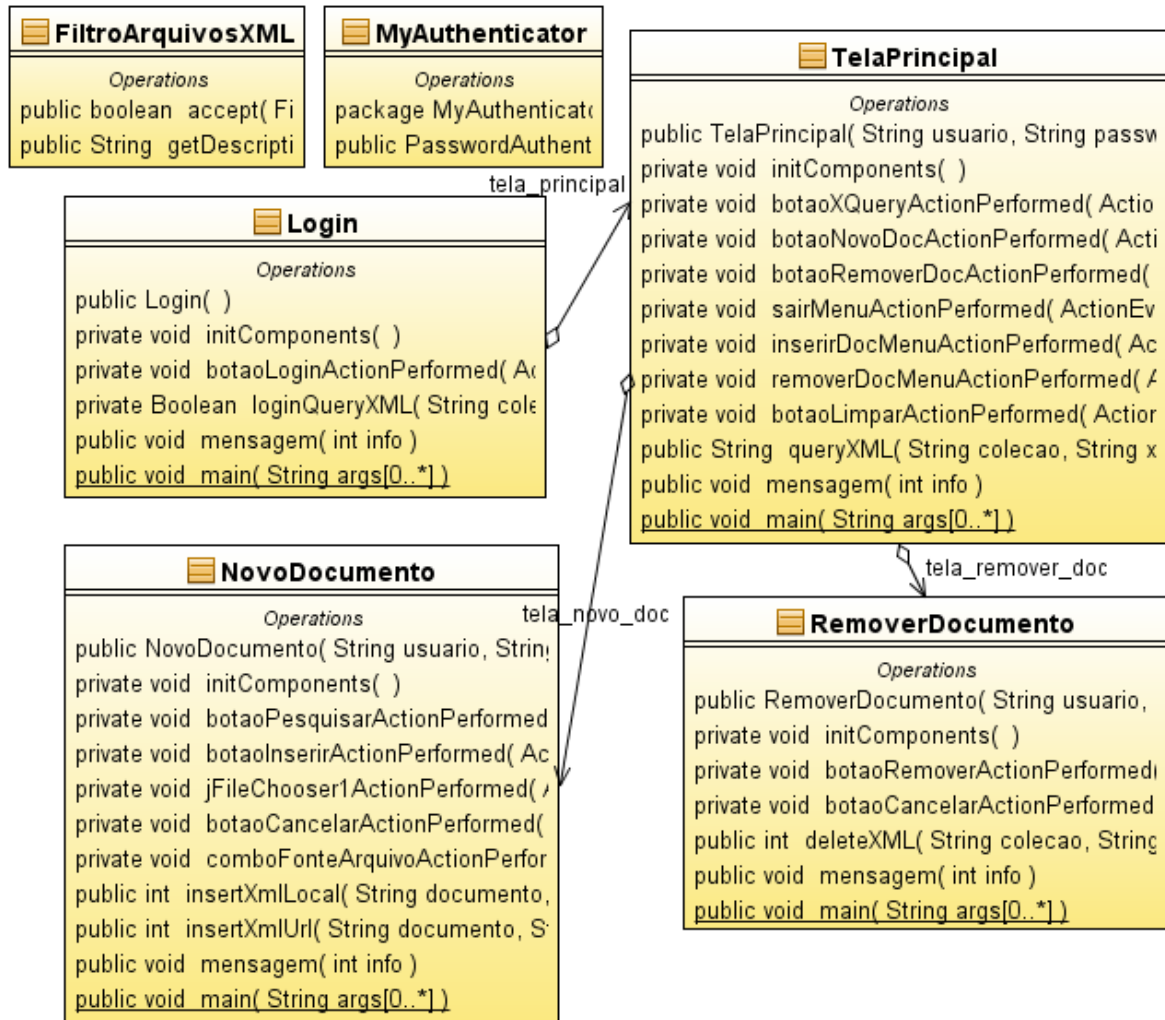 FiltroArquivosXML
Operations
public boolean accept( Fi
public String getDescripti
MyAuthenticator
Operations
package MyAuthenticato
public PasswordAuthent
TelaPrincipal
Operations
public TelaPrincipal( String usuario, String passw
private void initComponents( )
private void botaoXQueryActionPerformed( Actio
private void botaoNovoDocActionPerformed( Acti
private void botaoRemoverDocActionPerformed(
private void sairMenuActionPerformed( ActionEv
private void inserirDocMenuActionPerformed( Ac
private void removerDocMenuActionPerformed( A
private void botaoLimparActionPerformed( Action
public String queryXML( String colecao, String x
public void mensagem( int info )
public void main( String args[0..*] )
tela_principal
Login
Operations
public Login( )
private void initComponents( )
private void botaoLoginActionPerformed( Ac
private Boolean loginQueryXML( String cole
public void mensagem( int info )
public void main( String args[0..*] )
NovoDocumento
Operations
public NovoDocumento( String usuario, String
private void initComponents( )
private void botaoPesquisarActionPerformed
private void botaoInserirActionPerformed( Ac
private void jFileChooser1ActionPerformed( A
private void botaoCancelarActionPerformed(
private void comboFonteArquivoActionPerfor
public int insertXmlLocal( String documento,
public int insertXmlUrl( String documento, St
public void mensagem( int info )
public void main( String args[0..*] )
tela_novo_doc
tela_remover_doc
RemoverDocumento
Operations
public RemoverDocumento( String usuario,
private void initComponents( )
private void botaoRemoverActionPerformed(
private void botaoCancelarActionPerformed
public int deleteXML( String colecao, String
public void mensagem( int info )
public void main( String args[0..*] )